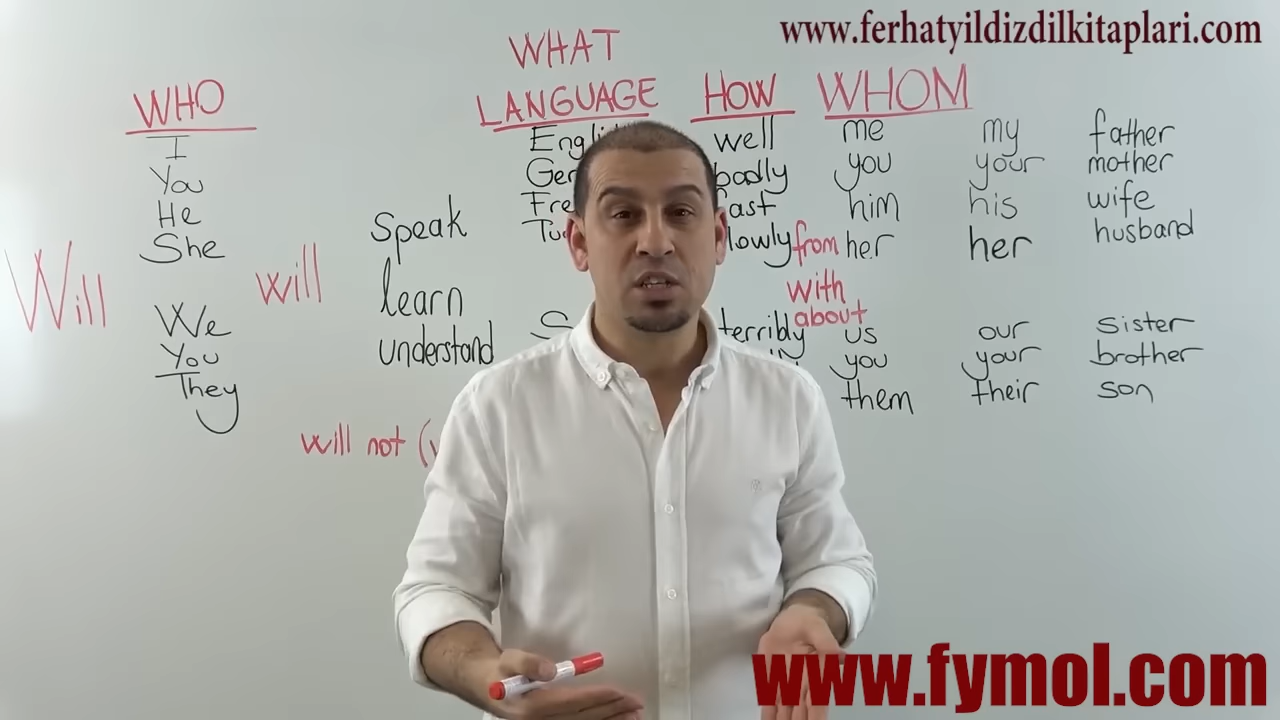 www.ferhatyildizdilkitaplari.com
WHAT
WHO LANGUAGE HOW WHOM
I well me my father
You badly you your mother
He him his wife
She speak from her her husband
Will will learn with
about
We terribly us our sister
You understand you your brother
They them their son
will not
www.fymol.com